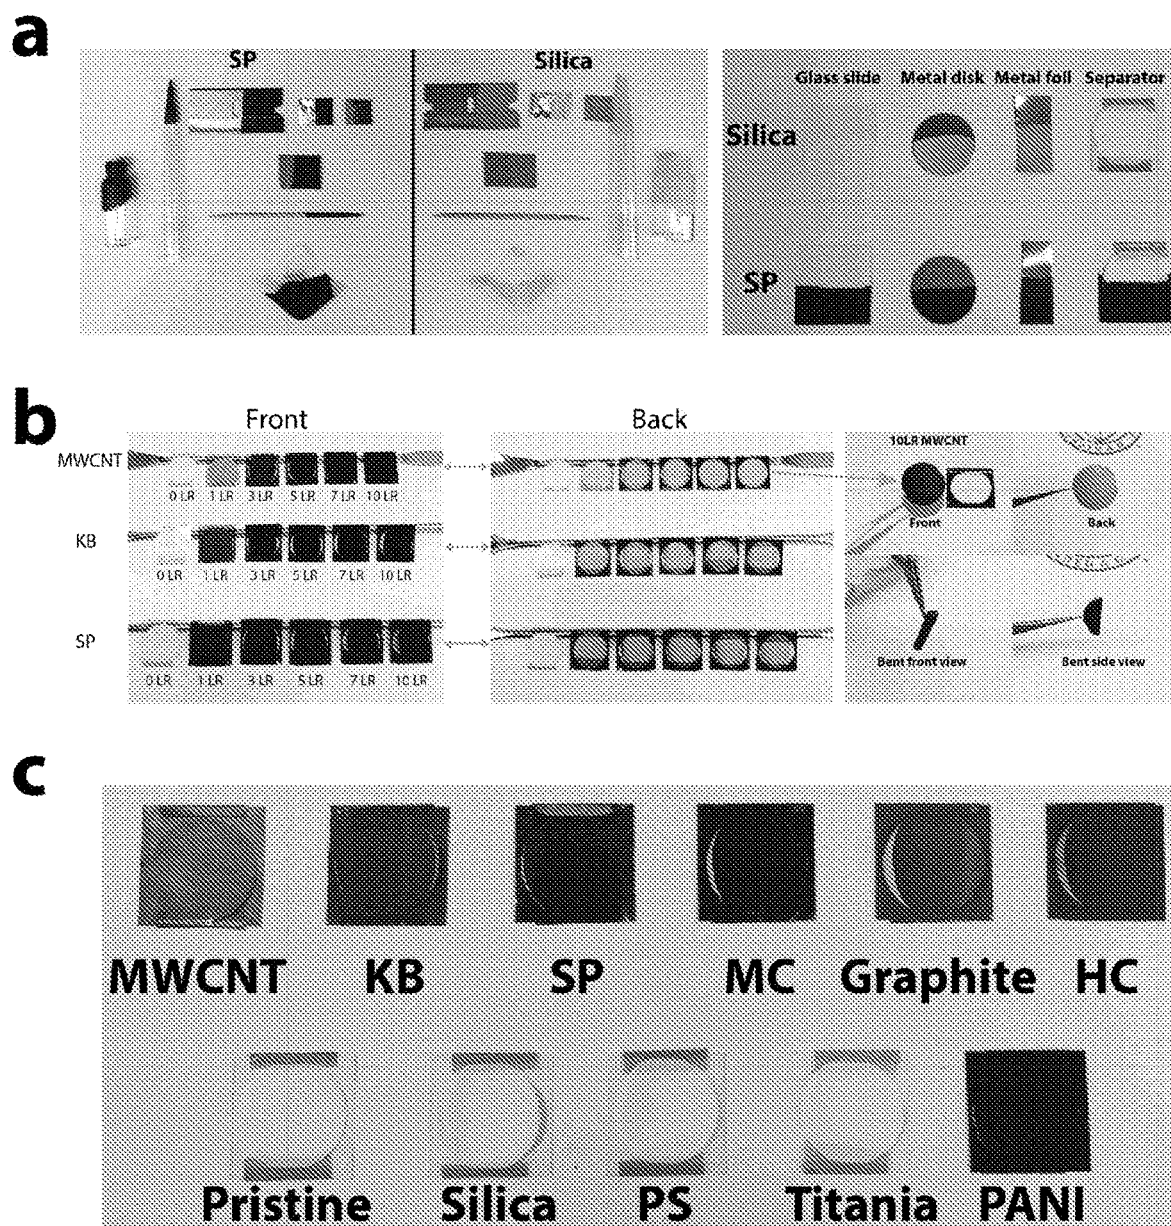 a
SP
Silica
Glass slide Metal disk Metal foil Separator
Silica
SP
b
Front
Back
MWCNT
0 LR 1 LR 3 LR 5 LR 7 LR 10 LR
KB
0 LR 1 LR 3 LR 5 LR 7 LR 10 LR
SP
0 LR 1 LR 3 LR 5 LR 7 LR 10 LR
10LR MWCNT
Front
Back
Bent front view
Bent side view
c
MWCNT KB SP MC Graphite HC
Pristine Silica PS Titania PANI